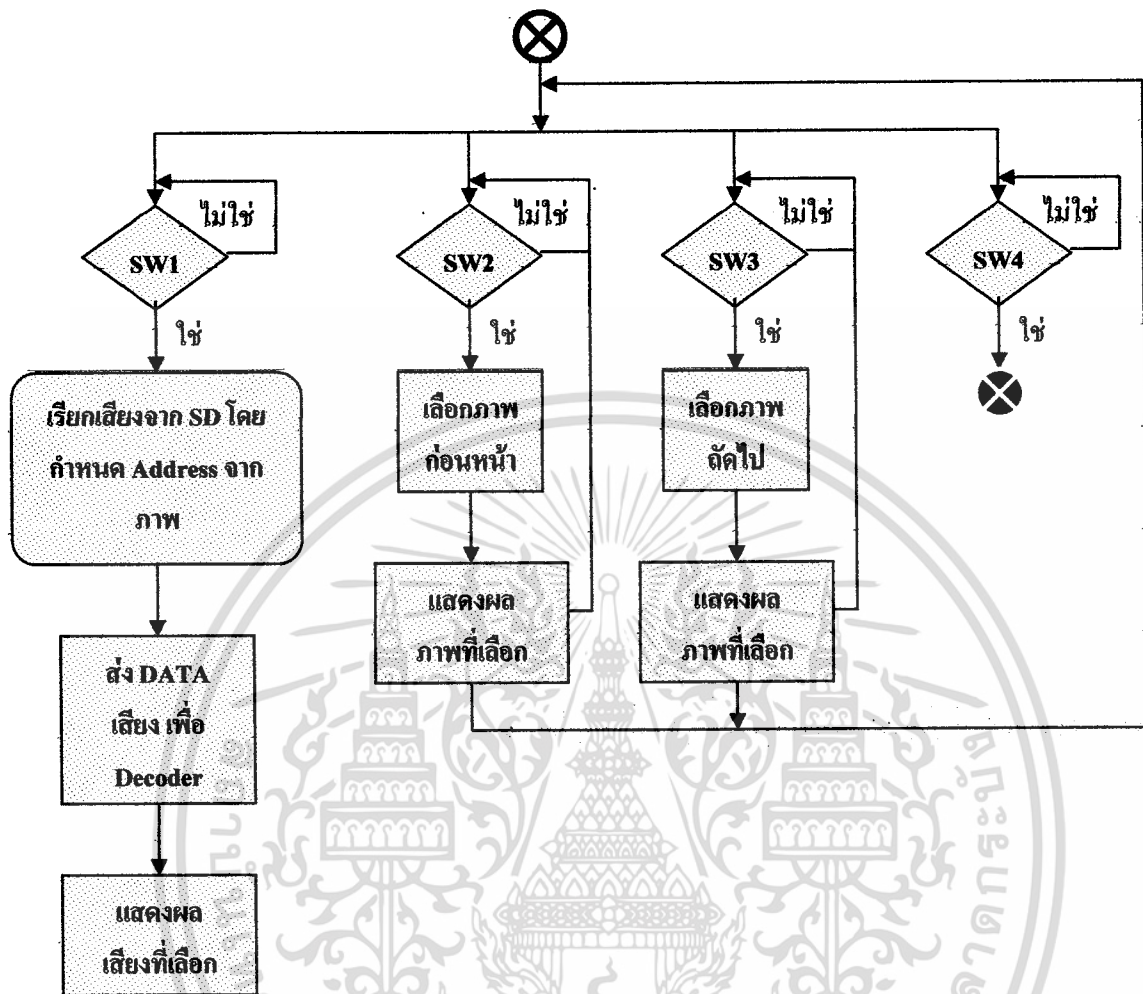 ไม่ใช่
ไม่ใช่
ไม่ใช่
ไม่ใช่
SW1
SW2
SW3
SW4
ใช่
ใช่
ใช่
ใช่
เรียกเสียงจาก SD โดย
กำหนด Address จาก
ภาพ
เลือกภาพ
ก่อนหน้า
เลือกภาพ
ถัดไป
แสดงผล
ภาพที่เลือก
แสดงผล
ภาพที่เลือก
ส่ง DATA
เสียง เพื่อ
Decoder
แสดงผล
เสียงที่เลือก